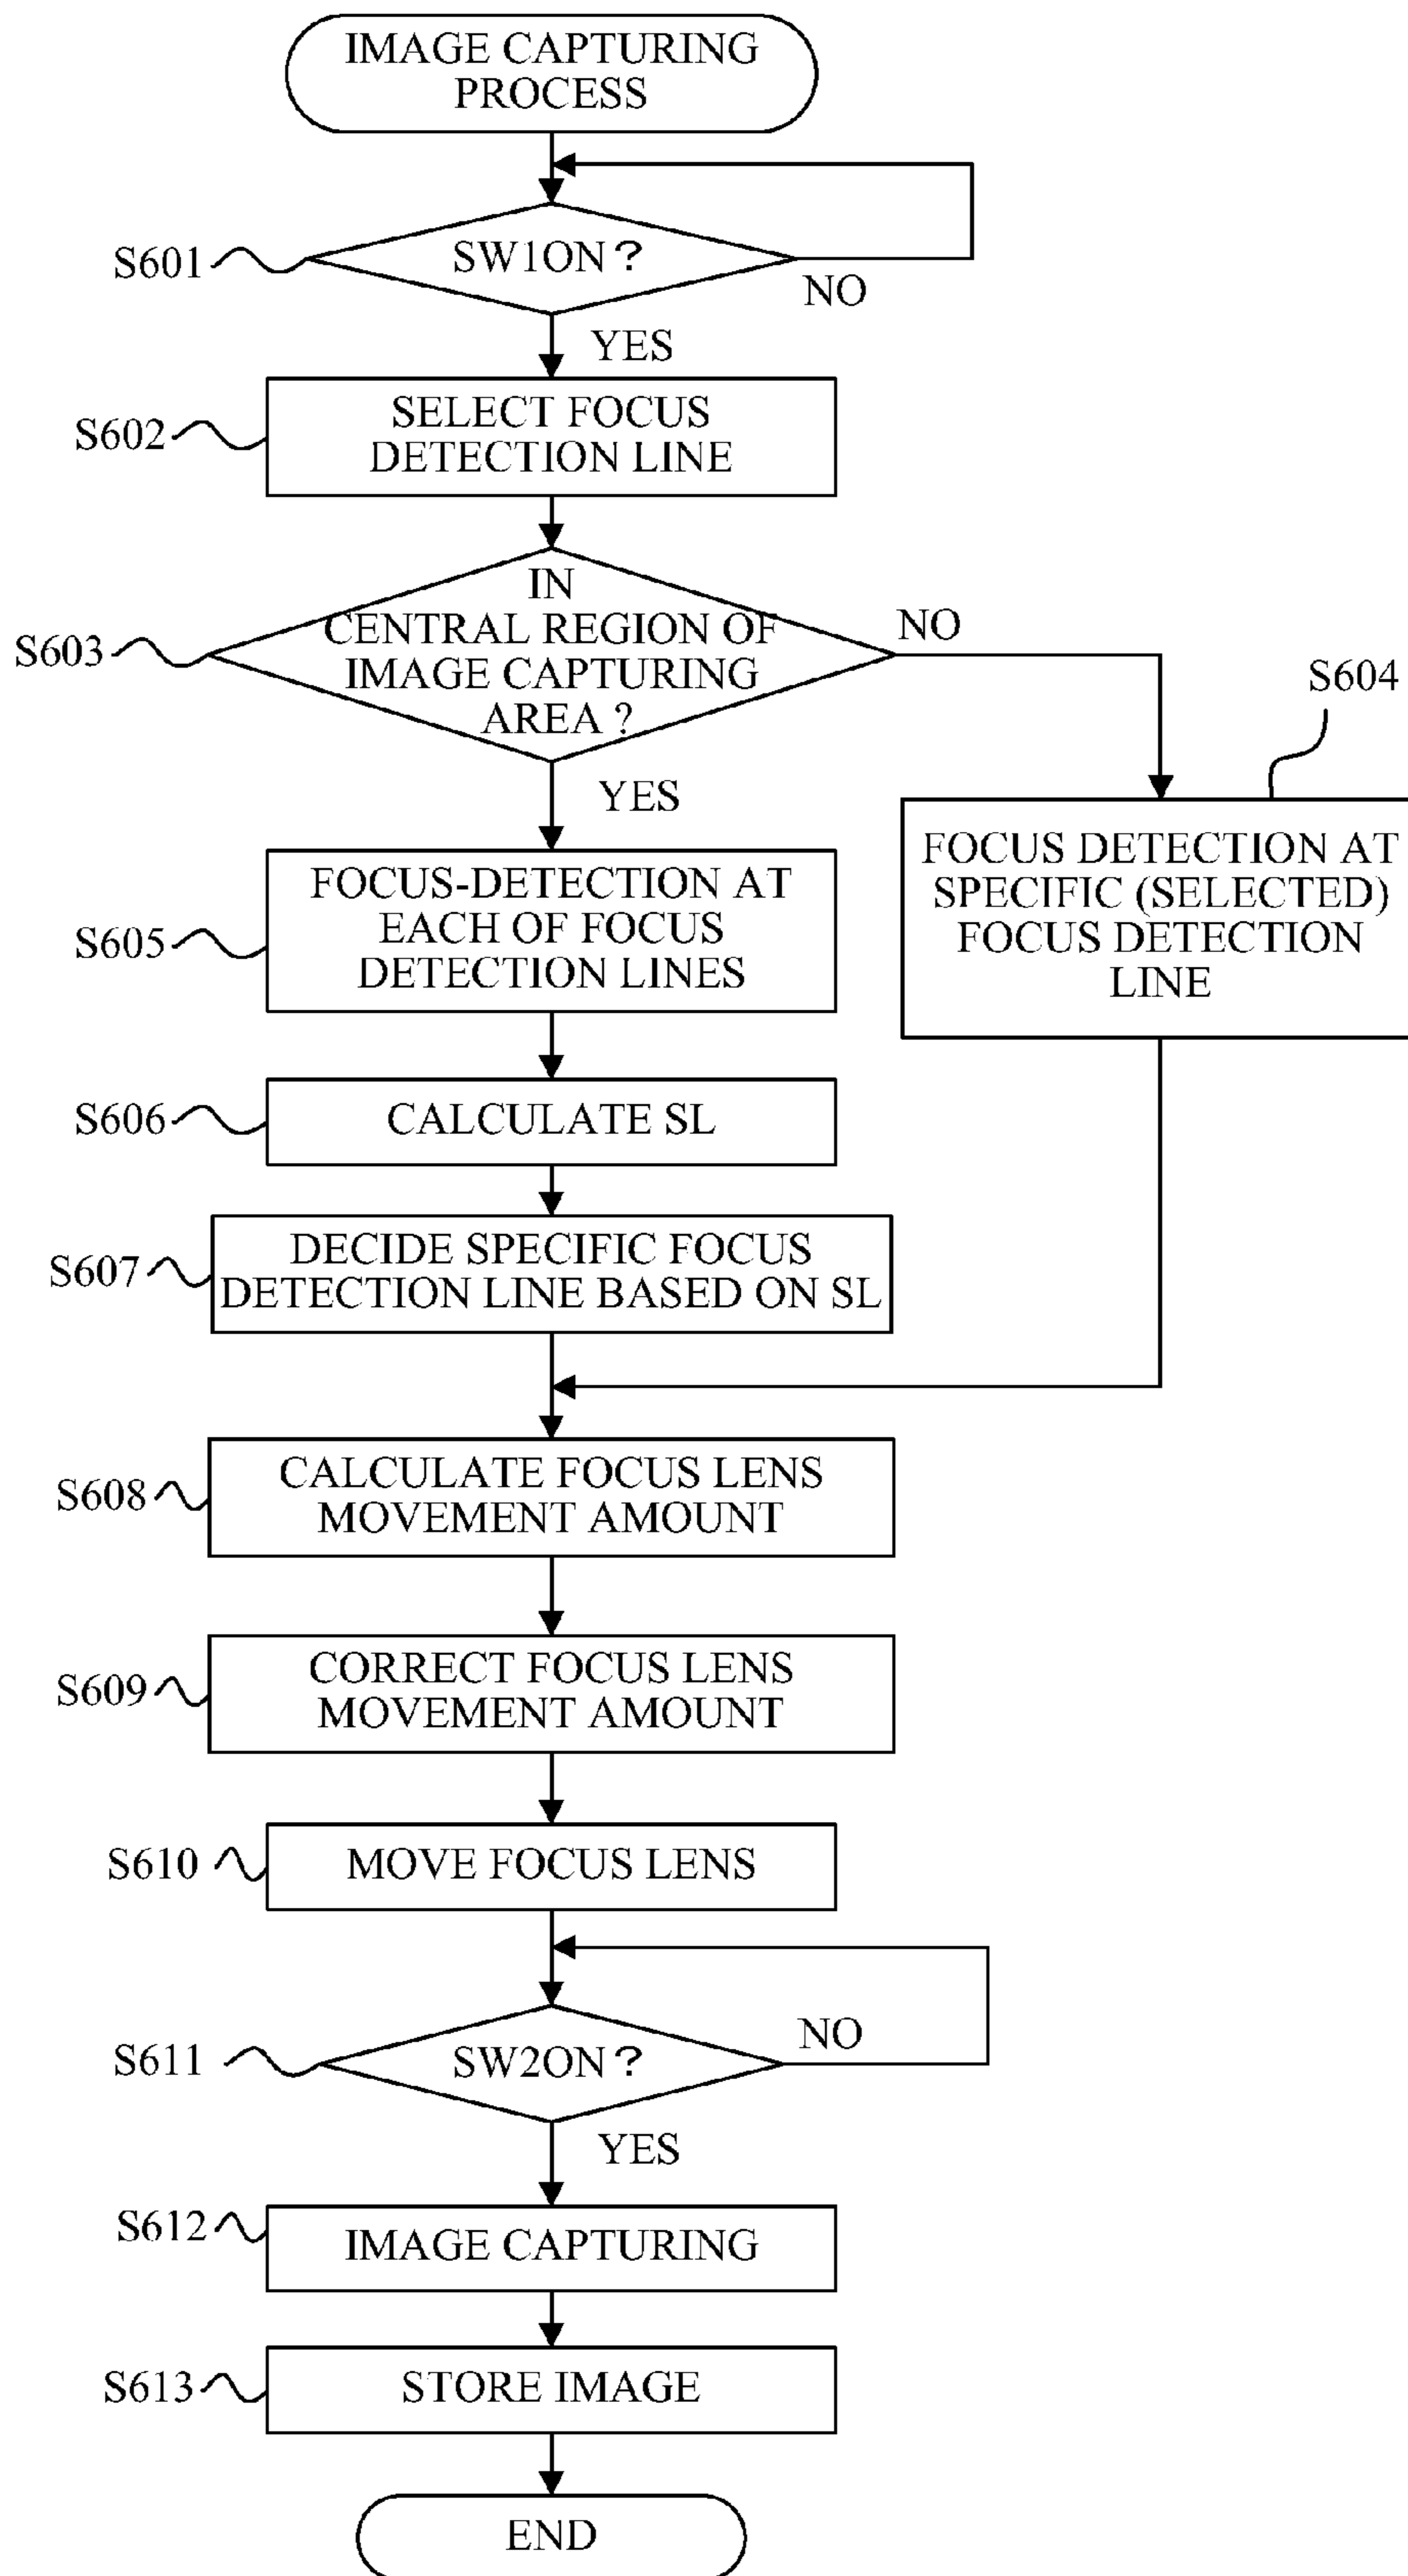 IMAGE CAPTURING
PROCESS
S601
SW1ON?
NO
YES
S602
SELECT FOCUS
DETECTION LINE
S603
IN
CENTRAL REGION OF
IMAGE CAPTURING
AREA?
NO
YES
S604
FOCUS DETECTION AT
SPECIFIC (SELECTED)
FOCUS DETECTION
LINE
S605
FOCUS-DETECTION AT
EACH OF FOCUS
DETECTION LINES
S606
CALCULATE SL
S607
DECIDE SPECIFIC FOCUS
DETECTION LINE BASED ON SL
S608
CALCULATE FOCUS LENS
MOVEMENT AMOUNT
S609
CORRECT FOCUS LENS
MOVEMENT AMOUNT
S610
MOVE FOCUS LENS
S611
SW2ON?
NO
YES
S612
IMAGE CAPTURING
S613
STORE IMAGE
END